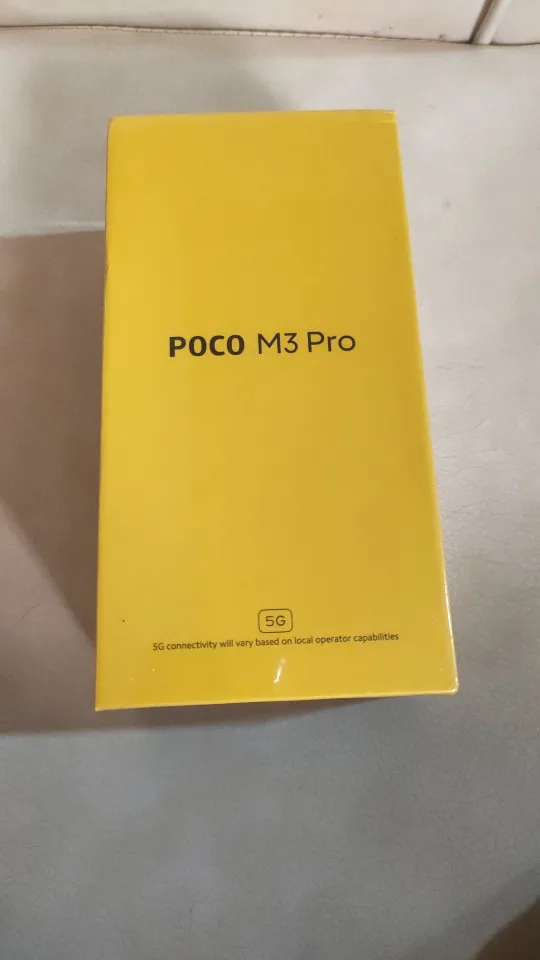 POCO M3 Pro
5G
5G connectivity will vary based on local operator capabilities